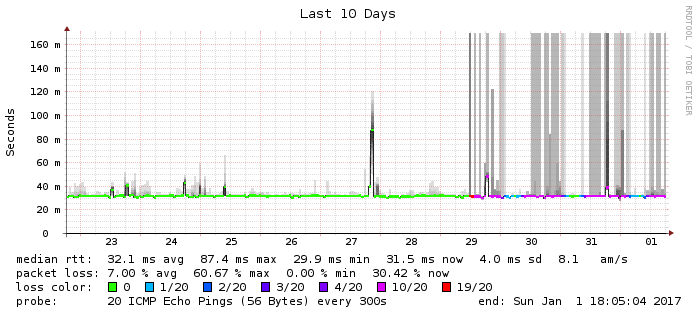 Last 10 Days
RRDTOOL / TOBI OETIKER
Seconds
160 m
140 m
120 m
100 m
80 m
60 m
40 m
20 m
0
23 24 25 26 27 28 29 30 31 01
median rtt: 32.1 ms avg 87.4 ms max 29.9 ms min 31.5 ms now 4.0 ms sd 8.1 am/s
packet loss: 7.00 % avg 60.67 % max 0.00 % min 30.42 % now
loss color: 0 1/20 2/20 3/20 4/20 10/20 19/20
probe: 20 ICMP Echo Pings (56 Bytes) every 300s end: Sun Jan 1 18:05:04 2017